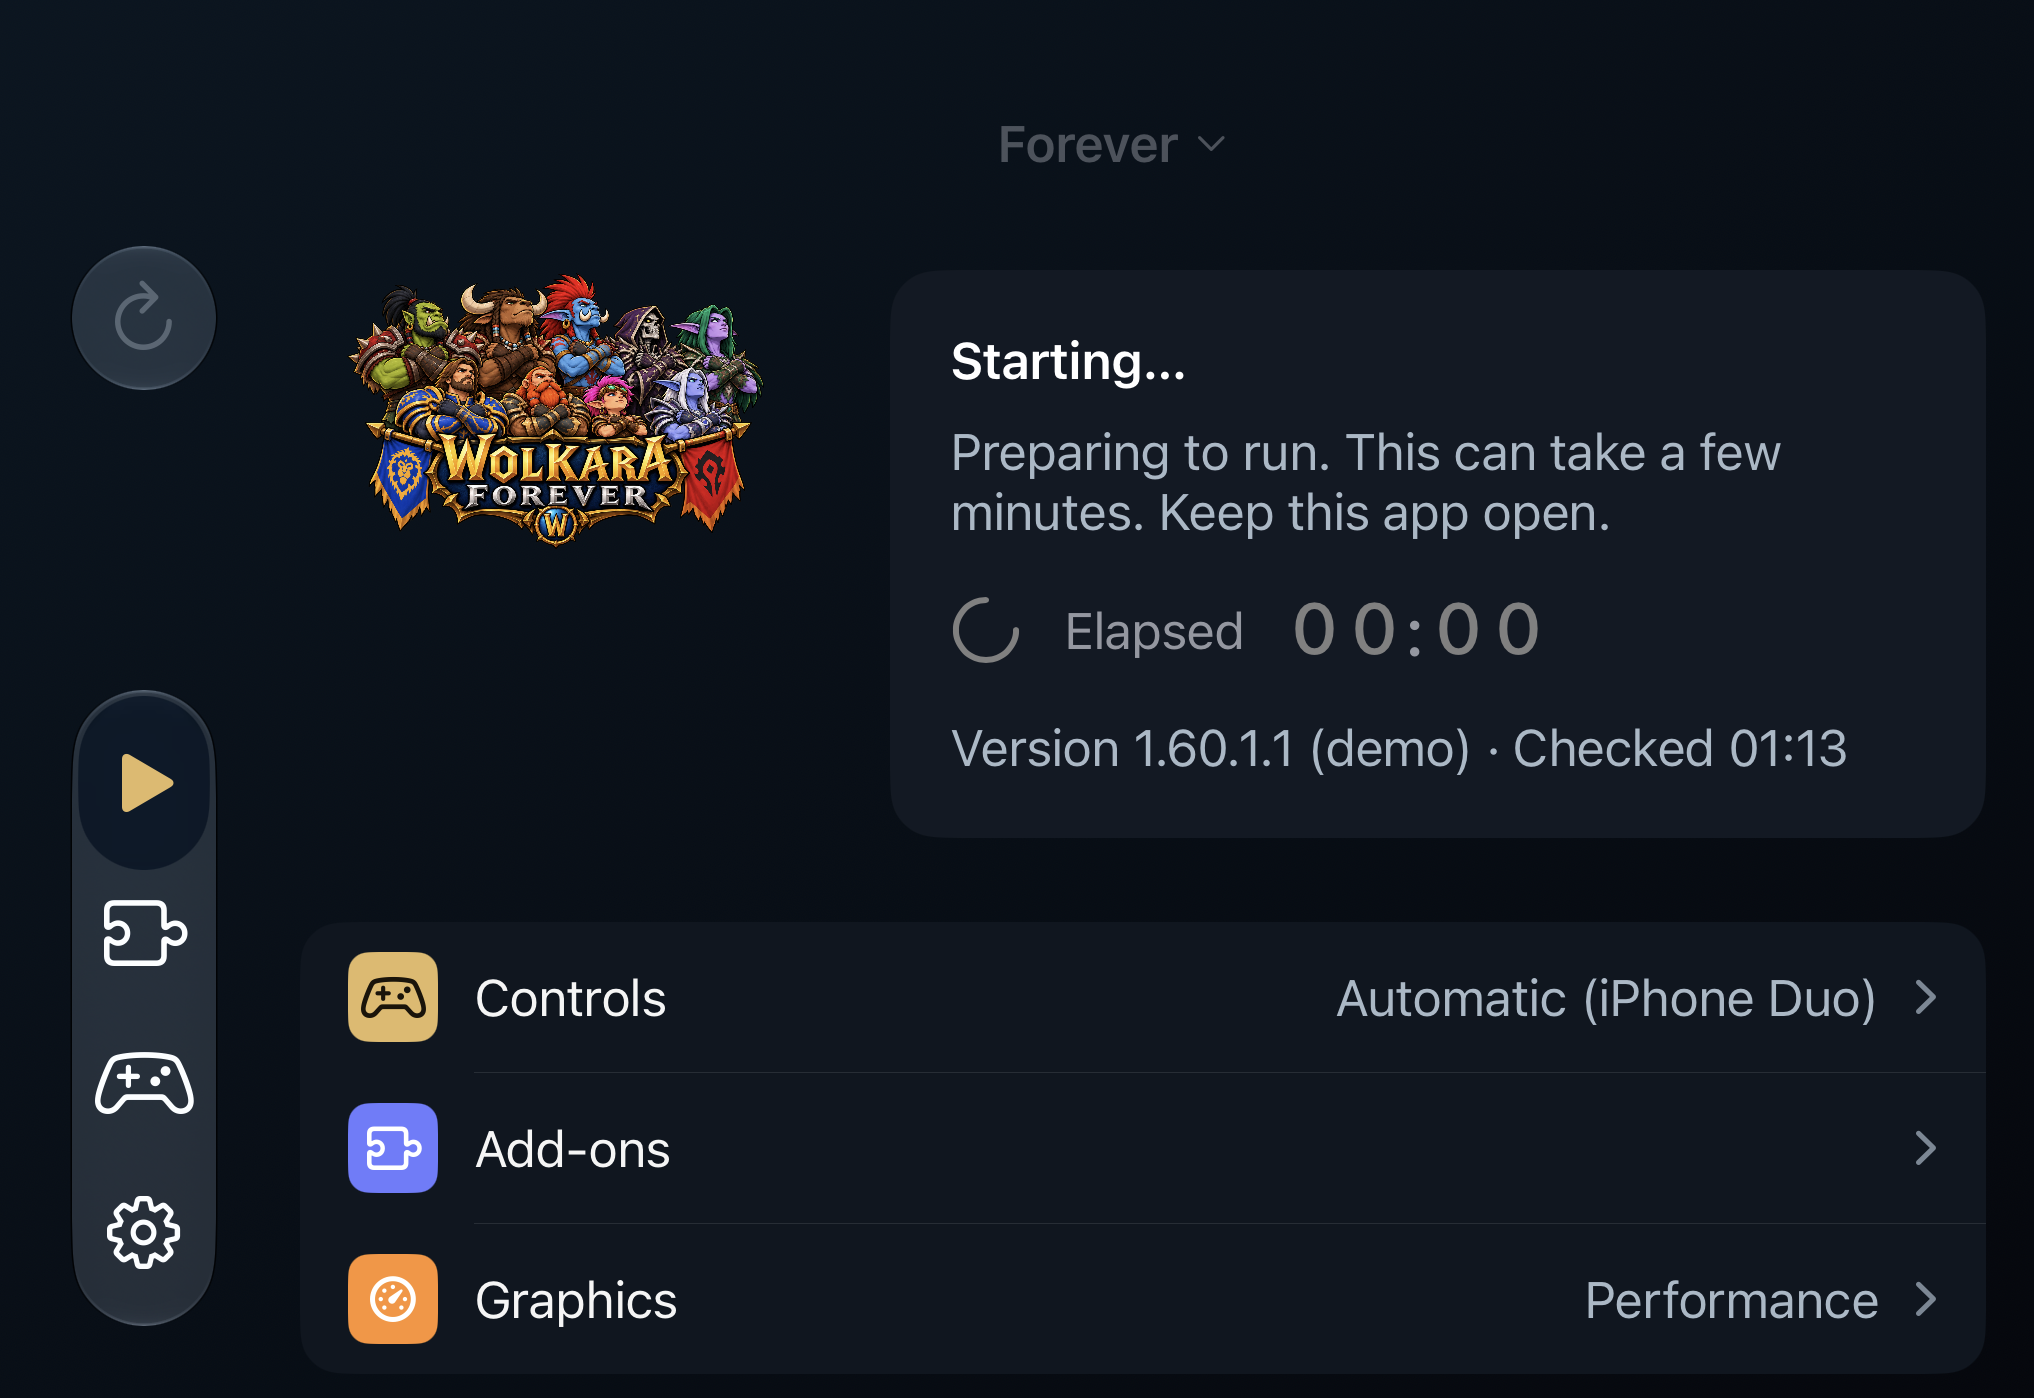 Forever
WOLKARA
FOREVER
W
Starting...
Preparing to run. This can take a few
minutes. Keep this app open.
Elapsed 00:00
Version 1.60.1.1 (demo) · Checked 01:13
Controls Automatic (iPhone Duo)
Add-ons
Graphics Performance